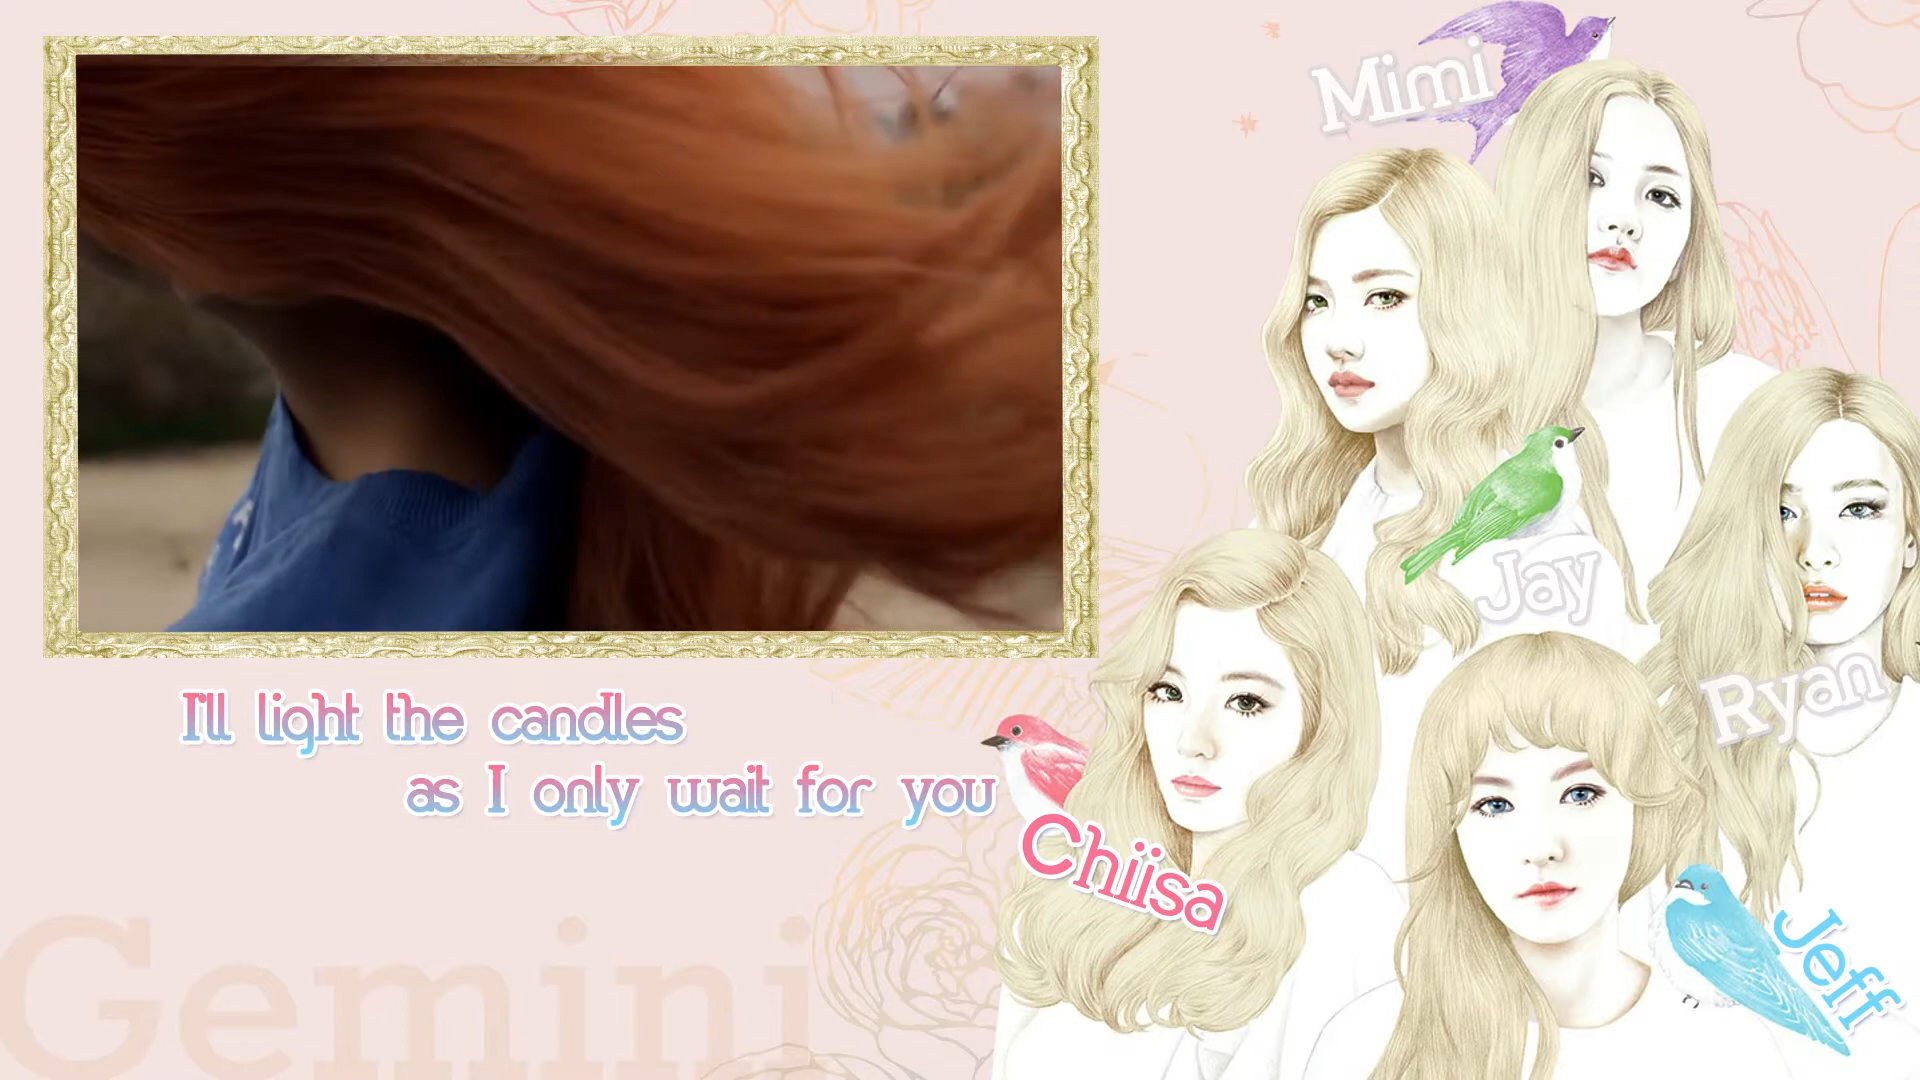 Mimi
Jay
Ryan
I'll light the candles
as I only wait for you
Chiisa
Jeff
Gemini